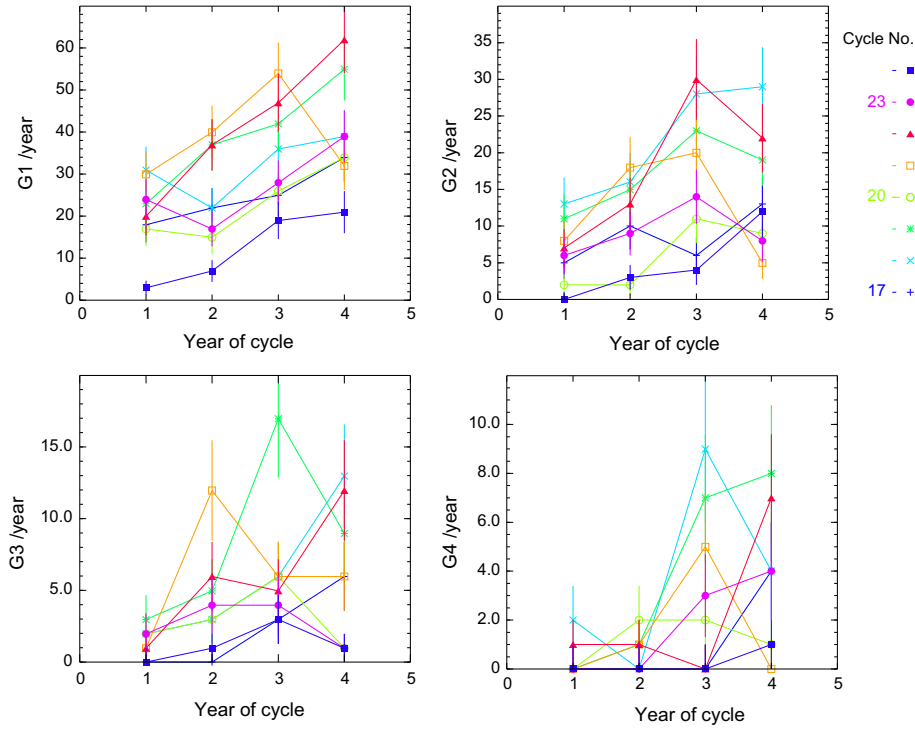 60
50
40
30
20
10
0
G1 /year
0 1 2 3 4 5
Year of cycle
35
30
25
20
15
10
5
0
G2 /year
0 1 2 3 4 5
Year of cycle
Cycle No.
-
23 -
-
-
20 -
-
-
17 -
15.0
10.0
5.0
0
G3 /year
0 1 2 3 4 5
Year of cycle
10.0
8.0
6.0
4.0
2.0
0
G4 /year
0 1 2 3 4 5
Year of cycle